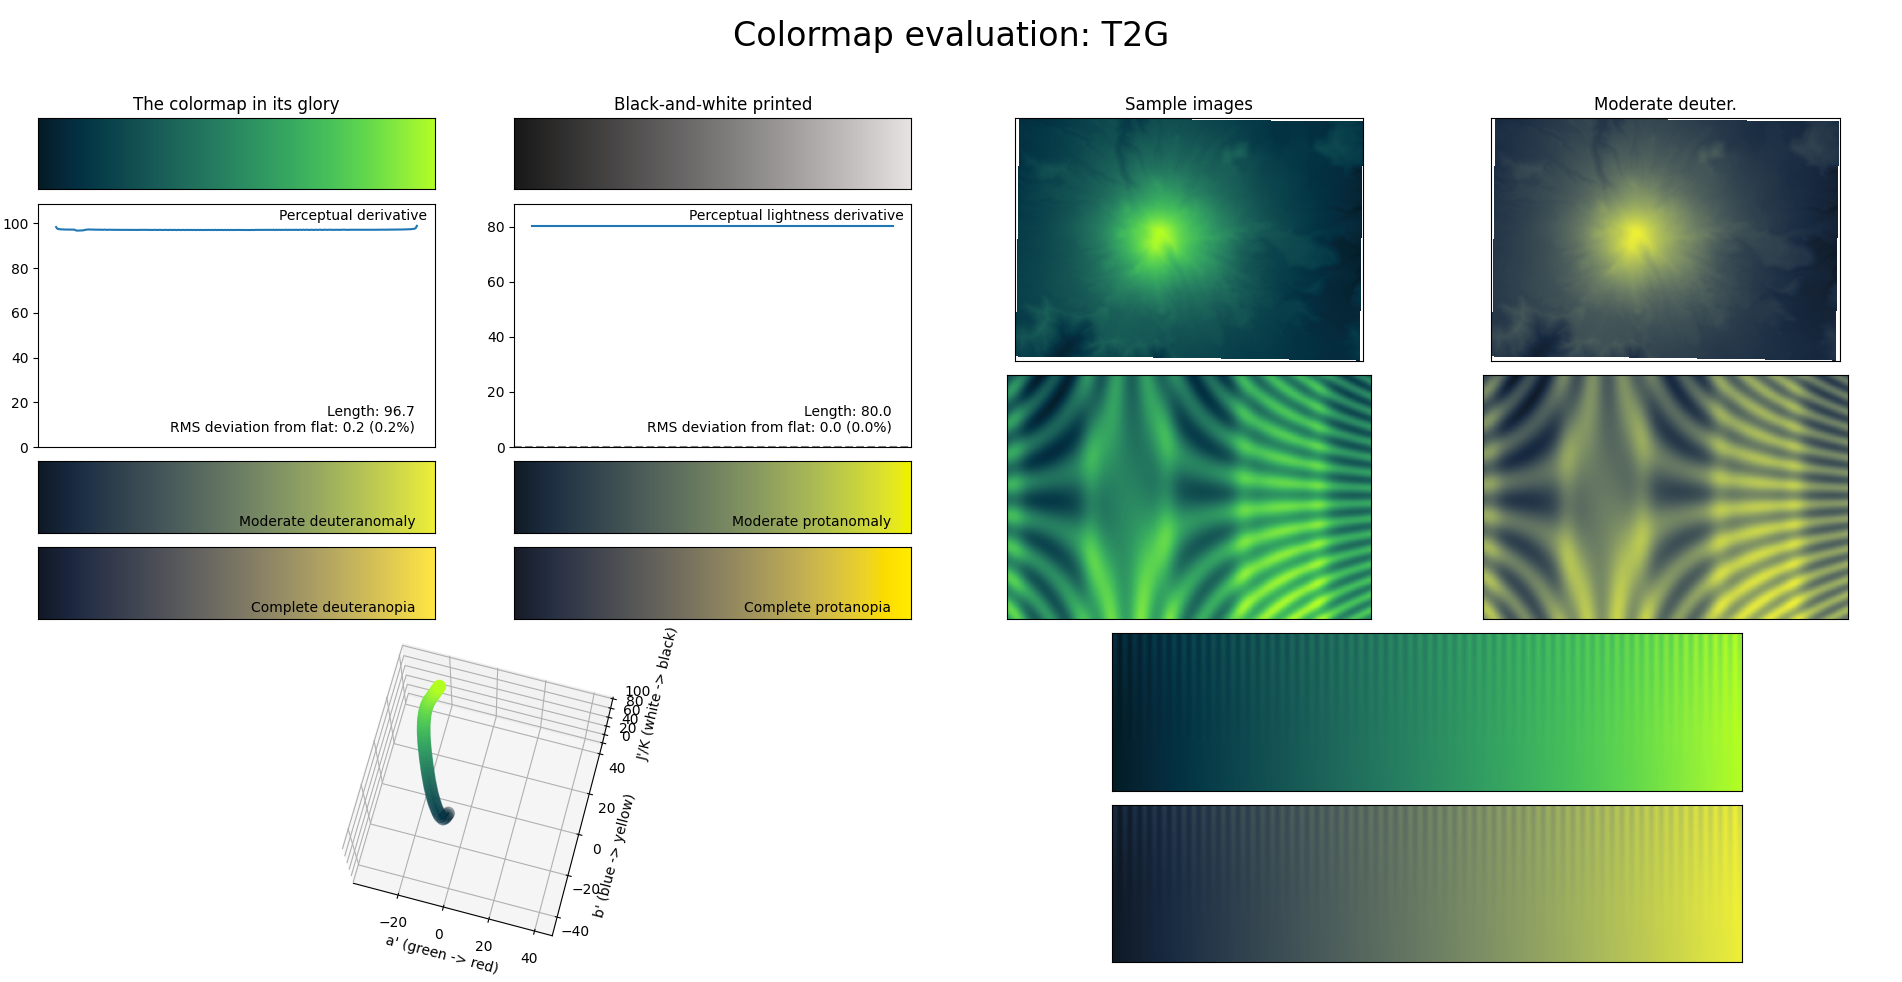 Colormap evaluation: T2G
The colormap in its glory
Black-and-white printed
Sample images
Moderate deuter.
Perceptual derivative
100
80
60
40
20
0
Length: 96.7
RMS deviation from flat: 0.2 (0.2%)
Perceptual lightness derivative
80
60
40
20
0
Length: 80.0
RMS deviation from flat: 0.0 (0.0%)
Moderate deuteranomaly
Moderate protanomaly
Complete deuteranopia
Complete protanopia
100
80
60
40
20
0
J'/K (white -> black)
40
20
0
−20
−40
b' (blue -> yellow)
−20
0
20
40
a' (green -> red)